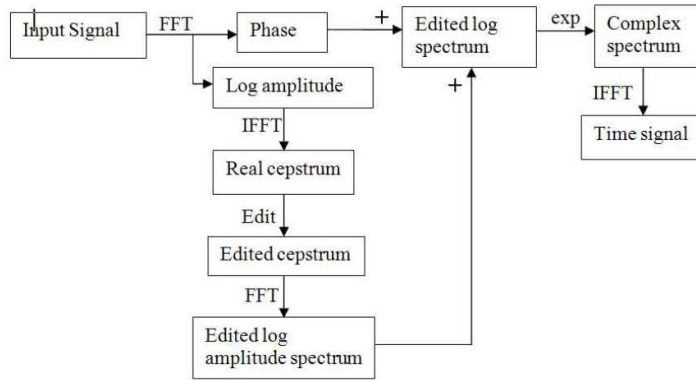 Input Signal
FFT
Phase
+
Edited log
spectrum
exp
Complex
spectrum
Log amplitude
+
IFFT
Time signal
IFFT
Real cepstrum
Edit
Edited cepstrum
FFT
Edited log
amplitude spectrum